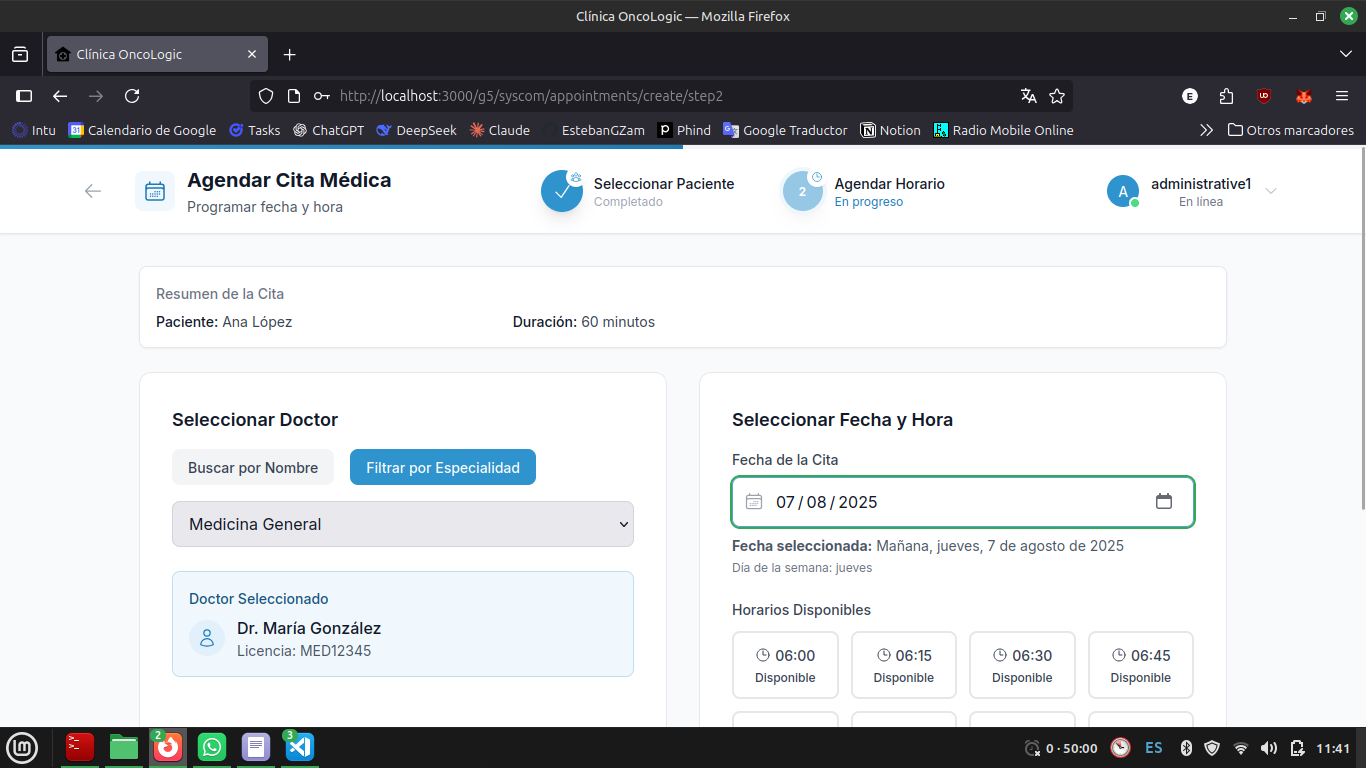 Clínica OncoLogic — Mozilla Firefox
Clínica OncoLogic
http://localhost:3000/g5/syscom/appointments/create/step2
Intu
31 Calendario de Google
Tasks
ChatGPT
DeepSeek
Claude
EstebanGZam
Phind
Google Traductor
Notion
Radio Mobile Online
Otros marcadores
Agendar Cita Médica
Programar fecha y hora
Seleccionar Paciente
Completado
2
Agendar Horario
En progreso
A
administrative1
En línea
Resumen de la Cita
Paciente: Ana López
Duración: 60 minutos
Seleccionar Doctor
Buscar por Nombre
Filtrar por Especialidad
Medicina General
Doctor Seleccionado
Dr. María González
Licencia: MED12345
Seleccionar Fecha y Hora
Fecha de la Cita
07 / 08 / 2025
Fecha seleccionada: Mañana, jueves, 7 de agosto de 2025
Día de la semana: jueves
Horarios Disponibles
06:00
Disponible
06:15
Disponible
06:30
Disponible
06:45
Disponible
2
3
0 · 50:00
ES
11:41